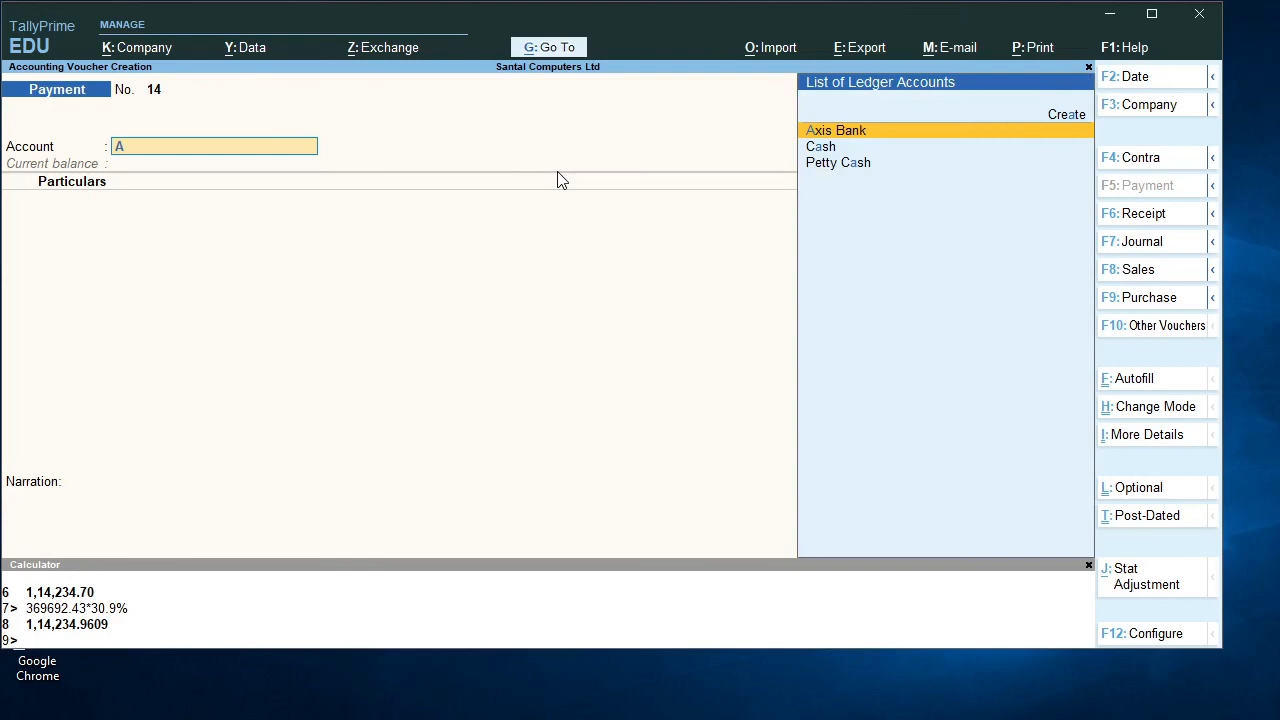 TallyPrime
EDU
MANAGE
K: Company
Y: Data
Z: Exchange
G: Go To
O: Import
E: Export
M: E-mail
P: Print
F1: Help
Accounting Voucher Creation
Santal Computers Ltd
Payment No. 14
Account : A
Current balance :
Particulars
Narration:
List of Ledger Accounts
Create
Axis Bank
Cash
Petty Cash
F2: Date
F3: Company
F4: Contra
F5: Payment
F6: Receipt
F7: Journal
F8: Sales
F9: Purchase
F10: Other Vouchers
F: Autofill
H: Change Mode
I: More Details
L: Optional
T: Post-Dated
J: Stat
Adjustment
F12: Configure
Calculator
6 1,14,234.70
7> 369692.43*30.9%
8 1,14,234.9609
9>
Google
Chrome